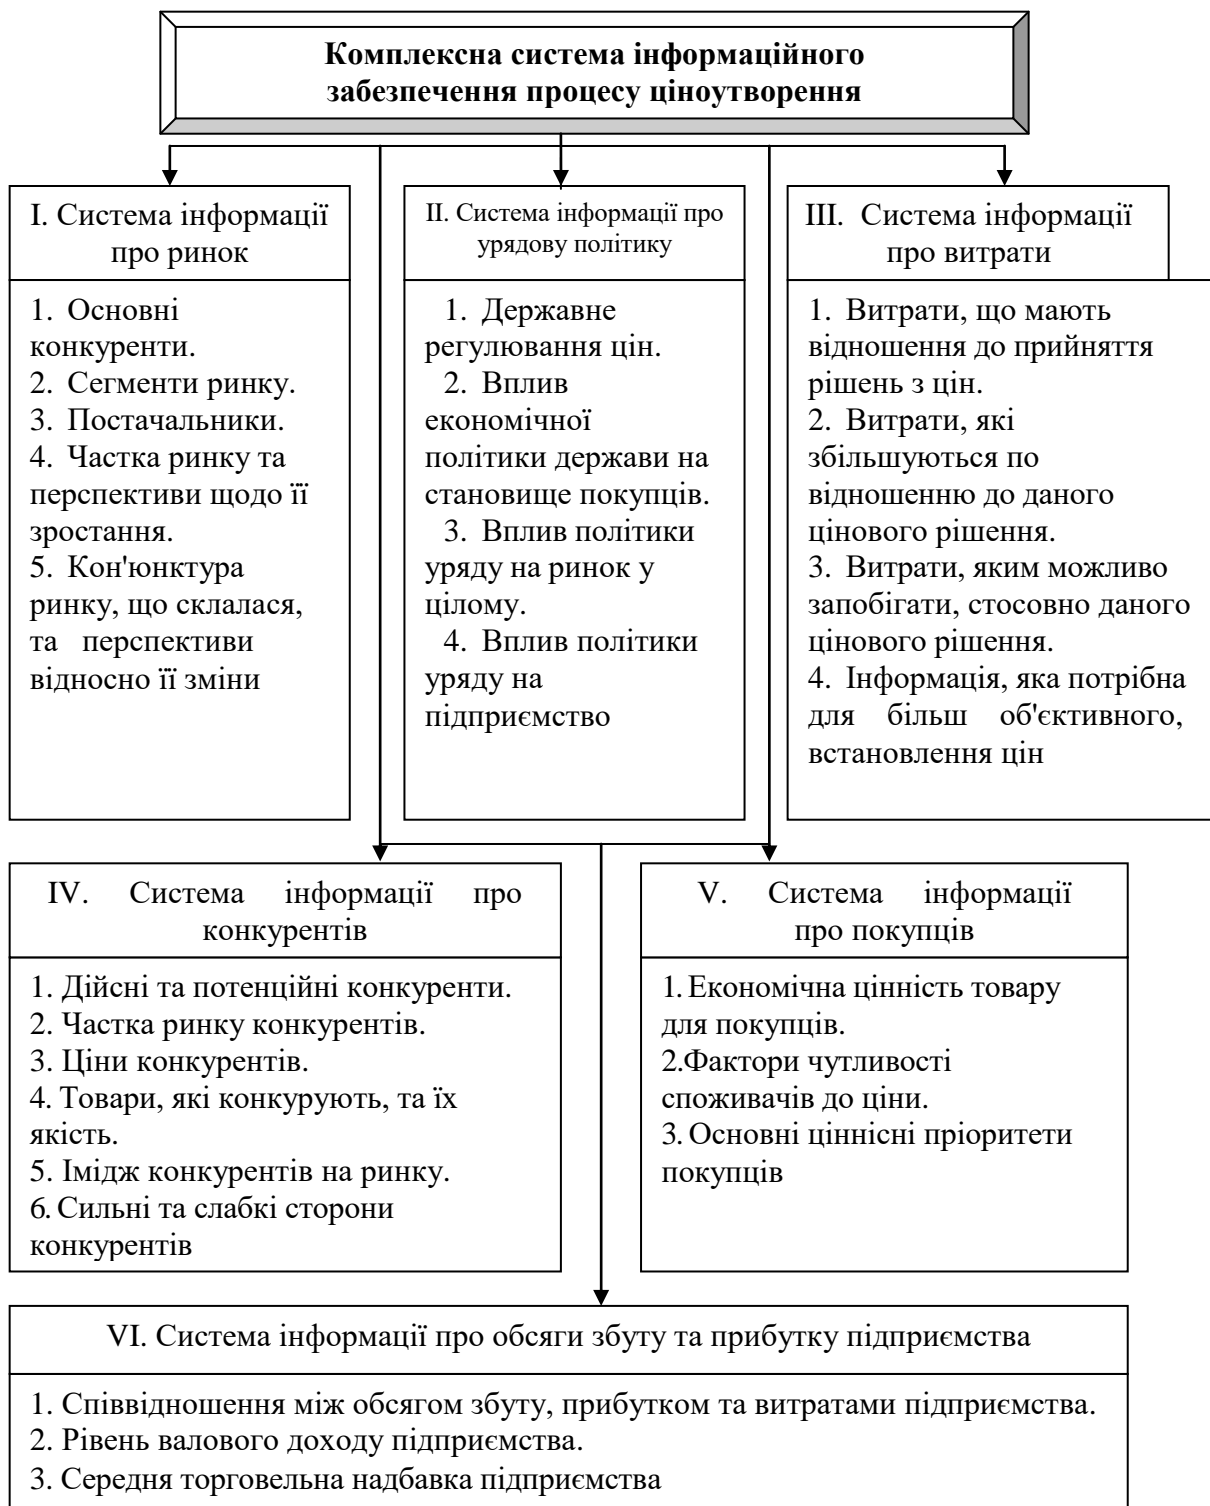 Комплексна система інформаційного
забезпечення процесу ціноутворення
І. Система інформації
про ринок
1. Основні
конкуренти.
2. Сегменти ринку.
3. Постачальники.
4. Частка ринку та
перспективи щодо її
зростання.
5. Кон'юнктура
ринку, що склалася,
та перспективи
відносно її зміни
ІІ. Система інформації про
урядову політику
1. Державне
регулювання цін.
2. Вплив
економічної
політики держави на
становище покупців.
3. Вплив політики
уряду на ринок у
цілому.
4. Вплив політики
уряду на
підприємство
ІІІ. Система інформації
про витрати
1. Витрати, що мають
відношення до прийняття
рішень з цін.
2. Витрати, які
збільшуються по
відношенню до даного
цінового рішення.
3. Витрати, яким можливо
запобігати, стосовно даного
цінового рішення.
4. Інформація, яка потрібна
для більш об'єктивного,
встановлення цін
IV. Система інформації про
конкурентів
1. Дійсні та потенційні конкуренти.
2. Частка ринку конкурентів.
3. Ціни конкурентів.
4. Товари, які конкурують, та їх
якість.
5. Імідж конкурентів на ринку.
6. Сильні та слабкі сторони
конкурентів
V. Система інформації
про покупців
1. Економічна цінність товару
для покупців.
2.Фактори чутливості
споживачів до ціни.
3. Основні ціннісні пріоритети
покупців
VI. Система інформації про обсяги збуту та прибутку підприємства
1. Співвідношення між обсягом збуту, прибутком та витратами підприємства.
2. Рівень валового доходу підприємства.
3. Середня торговельна надбавка підприємства